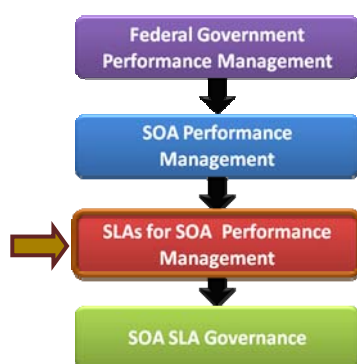 Federal Government
Performance Management
SOA Performance
Management
SLAs for SOA Performance
Management
SOA SLA Governance